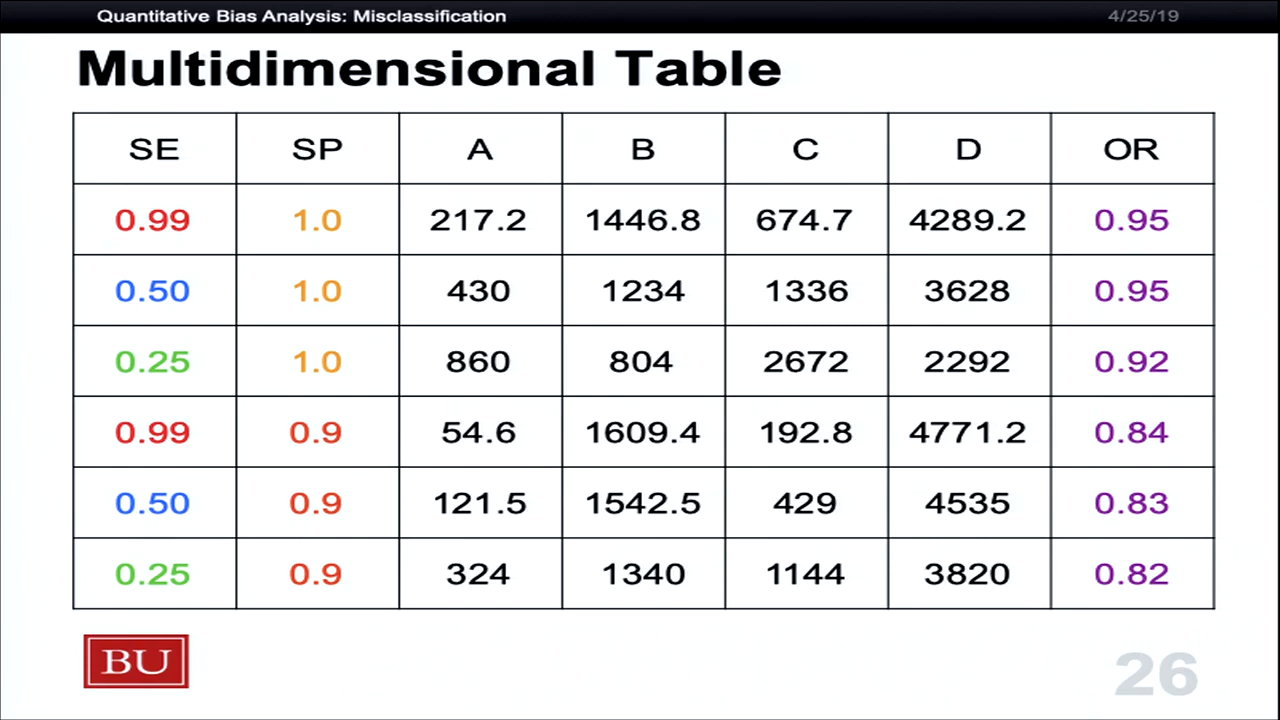 Quantitative Bias Analysis: Misclassification 4/25/19
Multidimensional Table
SE SP A B C D OR
0.99 1.0 217.2 1446.8 674.7 4289.2 0.95
0.50 1.0 430 1234 1336 3628 0.95
0.25 1.0 860 804 2672 2292 0.92
0.99 0.9 54.6 1609.4 192.8 4771.2 0.84
0.50 0.9 121.5 1542.5 429 4535 0.83
0.25 0.9 324 1340 1144 3820 0.82
BU 26